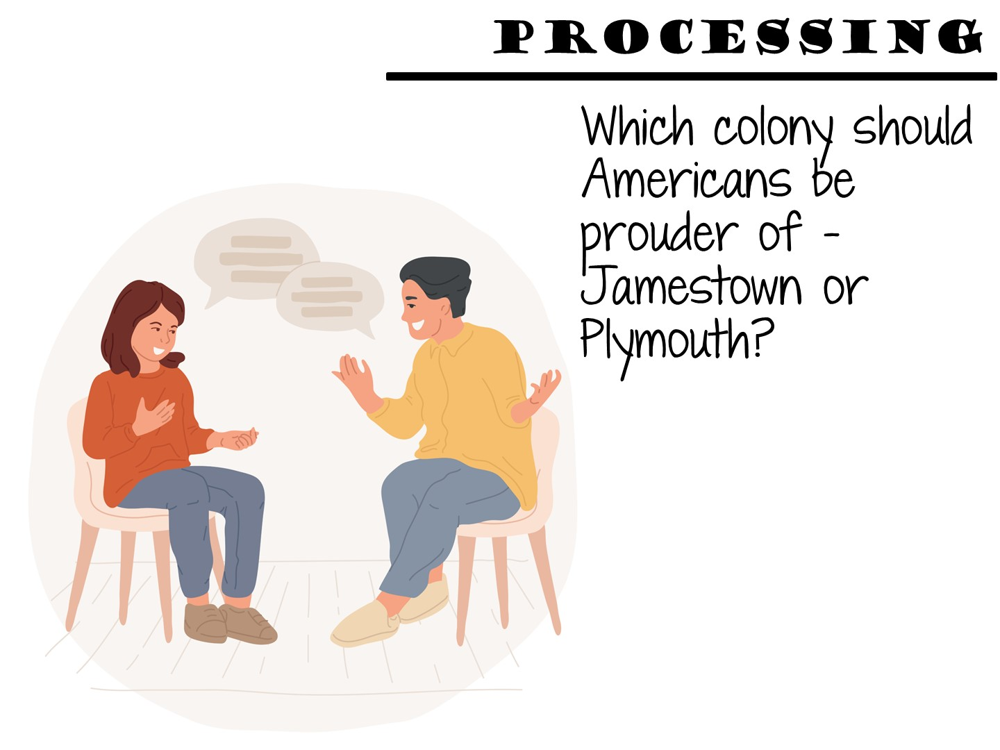 PROCESSING
Which colony should
Americans be
prouder of -
Jamestown or
Plymouth?